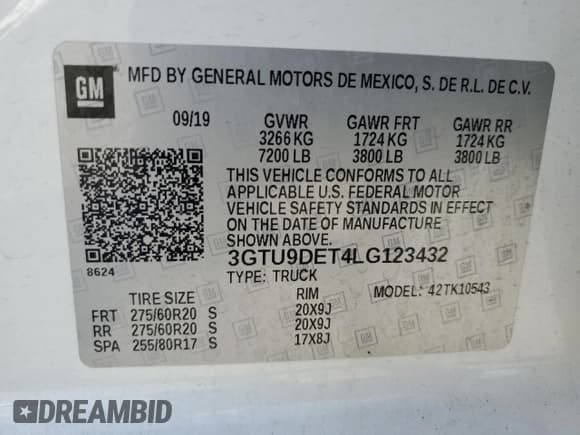 GM
MFD BY GENERAL MOTORS DE MEXICO, S. DE R.L. DE C.V.
09/19 GVWR GAWR FRT GAWR RR
3266 KG 1724 KG 1724 KG
7200 LB 3800 LB 3800 LB
THIS VEHICLE CONFORMS TO ALL
APPLICABLE U.S. FEDERAL MOTOR
VEHICLE SAFETY STANDARDS IN EFFECT
ON THE DATE OF MANUFACTURE
SHOWN ABOVE.
3GTU9DET4LG123432
8624
TYPE: TRUCK
MODEL: 42TK10543
TIRE SIZE RIM
FRT 275/60R20 S 20X9J
RR 275/60R20 S 20X9J
SPA 255/80R17 S 17X8J
DREAMBID